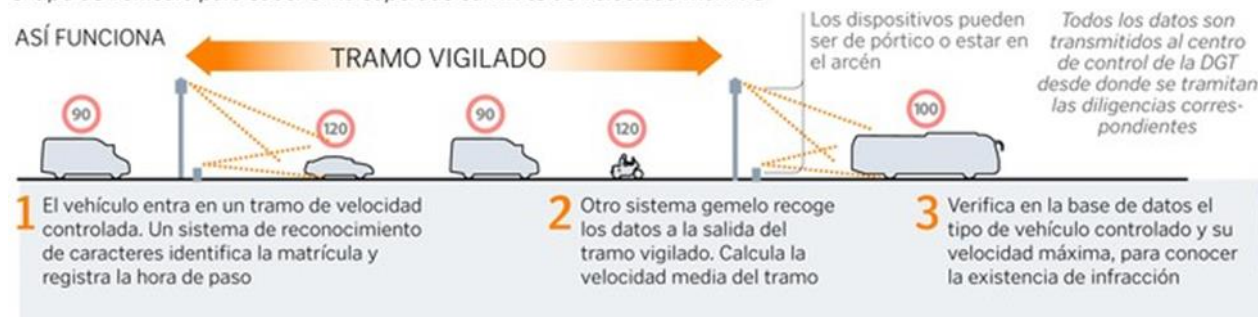 ASÍ FUNCIONA
TRAMO VIGILADO
Los dispositivos pueden
ser de pórtico o estar en
el arcén
Todos los datos son
transmitidos al centro
de control de la DGT
desde donde se tramitan
las diligencias corres-
pondientes
90
120
90
120
100
1 El vehículo entra en un tramo de velocidad
controlada. Un sistema de reconocimiento
de caracteres identifica la matrícula y
registra la hora de paso
2 Otro sistema gemelo recoge
los datos a la salida del
tramo vigilado. Calcula la
velocidad media del tramo
3 Verifica en la base de datos el
tipo de vehículo controlado y su
velocidad máxima, para conocer
la existencia de infracción